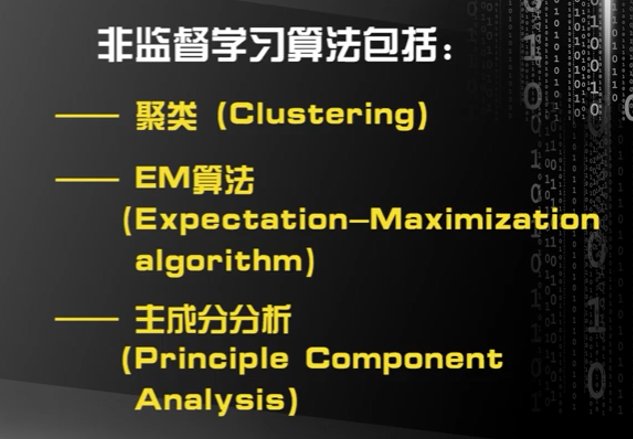 非监督学习算法包括：
—— 聚类 (Clustering)
—— EM算法
(Expectation-Maximization
algorithm)
—— 主成分分析
(Principle Component
Analysis)